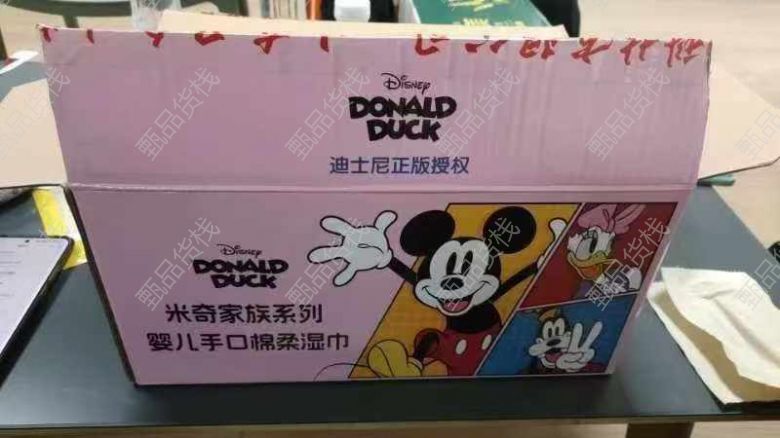 Disney
DONALD
DUCK
迪士尼正版授权
Disney
DONALD
DUCK
米奇家族系列
婴儿手口棉柔湿巾
甄品货栈